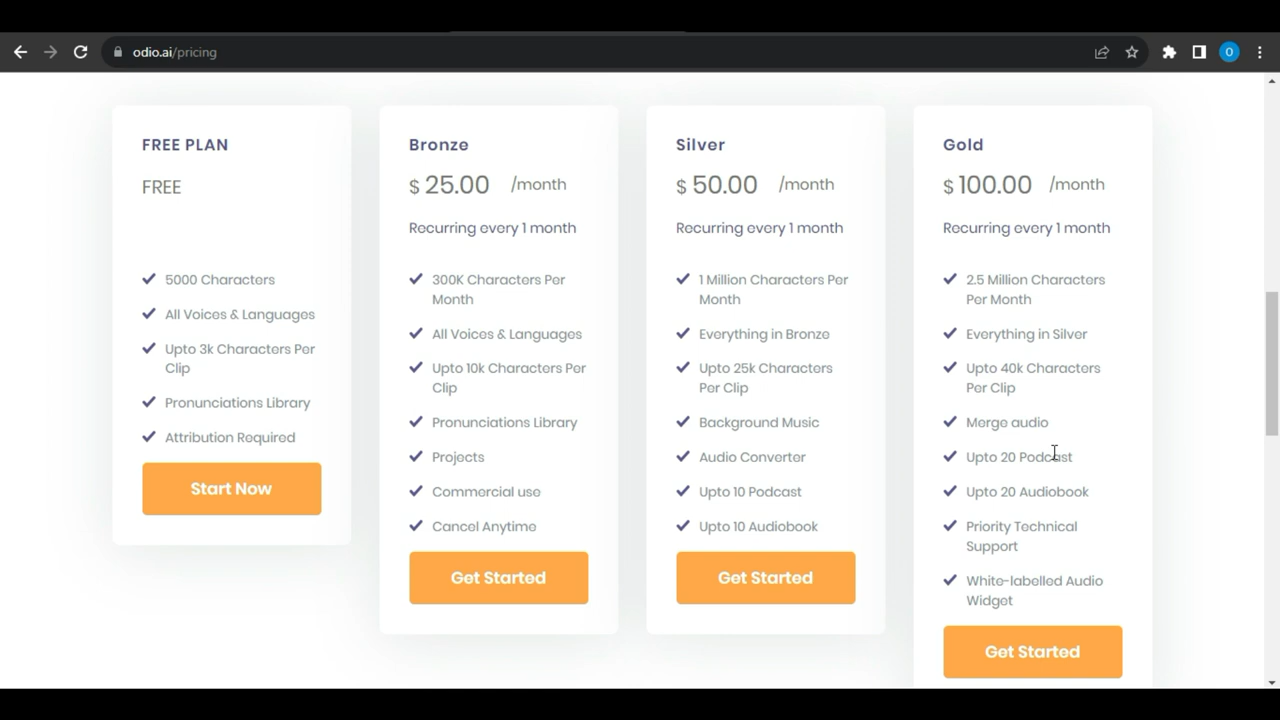 odio.ai/pricing
O
FREE PLAN
FREE
5000 Characters
All Voices & Languages
Upto 3k Characters Per
Clip
Pronunciations Library
Attribution Required
Start Now
Bronze
$ 25.00 /month
Recurring every 1 month
300K Characters Per
Month
All Voices & Languages
Upto 10k Characters Per
Clip
Pronunciations Library
Projects
Commercial use
Cancel Anytime
Get Started
Silver
$ 50.00 /month
Recurring every 1 month
1 Million Characters Per
Month
Everything in Bronze
Upto 25k Characters
Per Clip
Background Music
Audio Converter
Upto 10 Podcast
Upto 10 Audiobook
Get Started
Gold
$ 100.00 /month
Recurring every 1 month
2.5 Million Characters
Per Month
Everything in Silver
Upto 40k Characters
Per Clip
Merge audio
Upto 20 Podcast
Upto 20 Audiobook
Priority Technical
Support
White-labelled Audio
Widget
Get Started